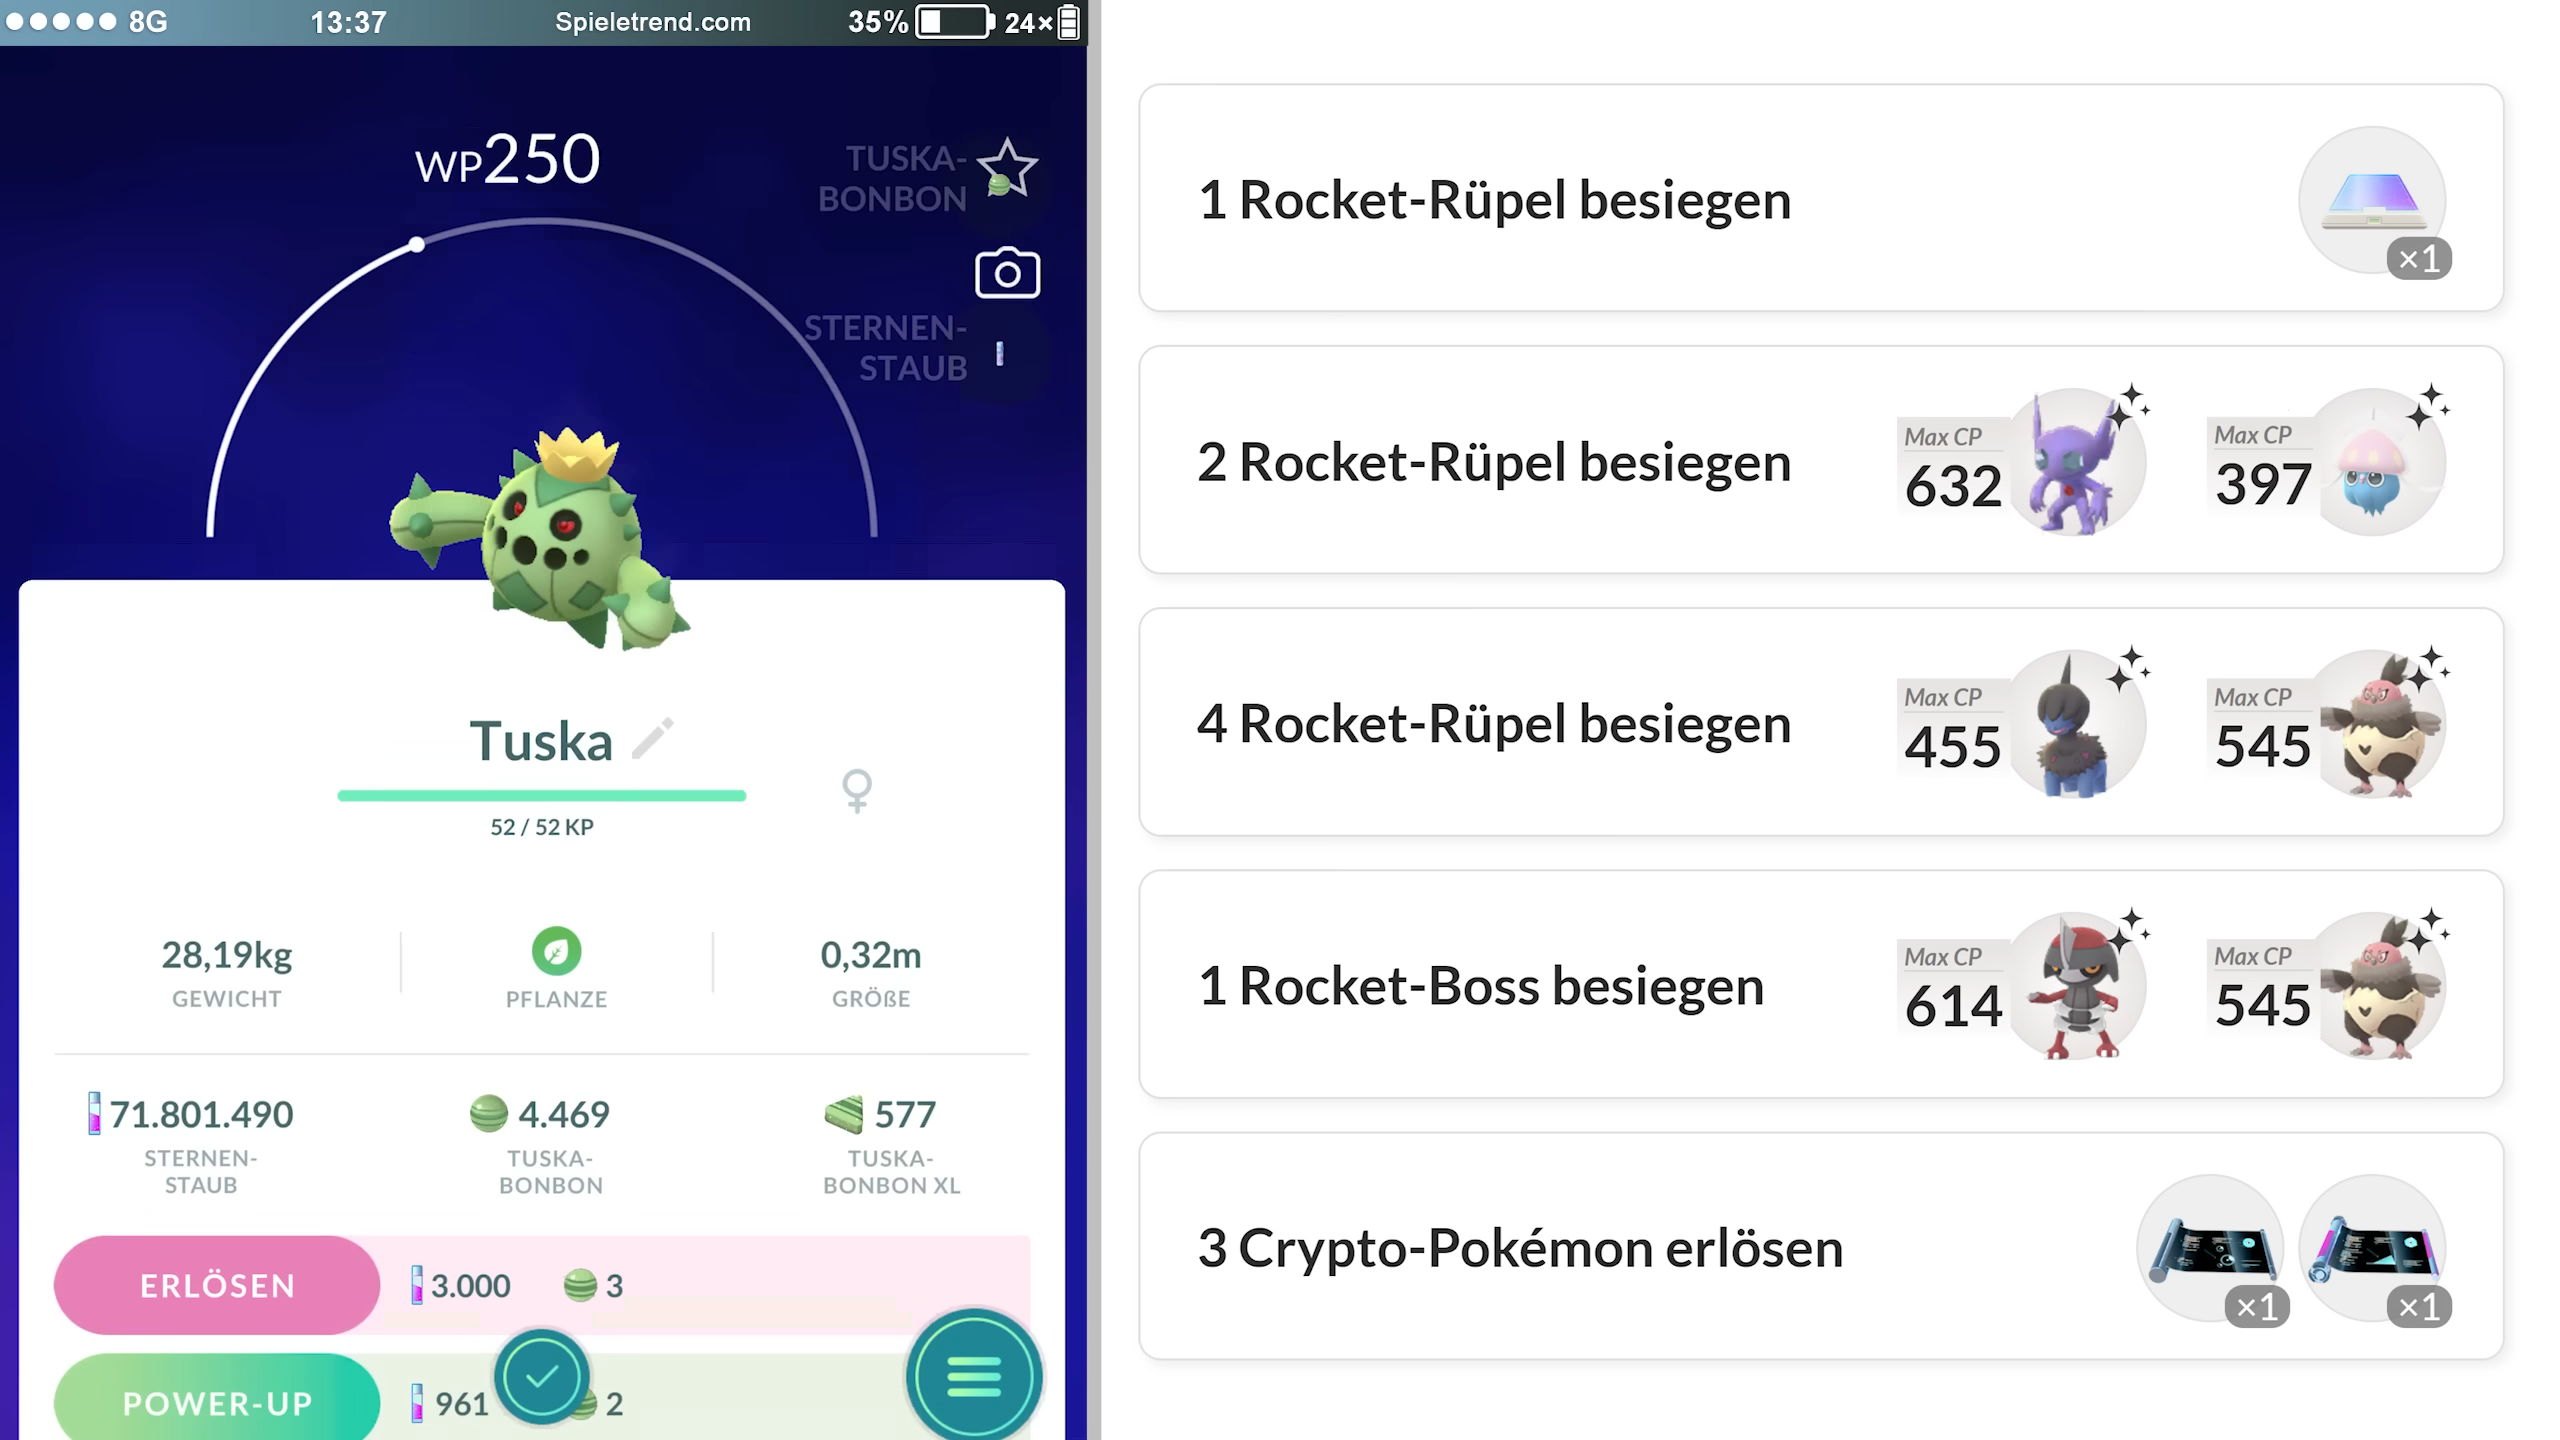 8G 13:37 Spieletrend.com 35% 24×
WP250
TUSKA-
BONBON
STERNEN-
STAUB
Tuska
52 / 52 KP
28,19kg
GEWICHT
PFLANZE
0,32m
GRÖßE
71.801.490
STERNEN-
STAUB
4.469
TUSKA-
BONBON
577
TUSKA-
BONBON XL
ERLÖSEN 3.000 3
POWER-UP 961 2
1 Rocket-Rüpel besiegen
×1
2 Rocket-Rüpel besiegen
Max CP
632
Max CP
397
4 Rocket-Rüpel besiegen
Max CP
455
Max CP
545
1 Rocket-Boss besiegen
Max CP
614
Max CP
545
3 Crypto-Pokémon erlösen
×1
×1